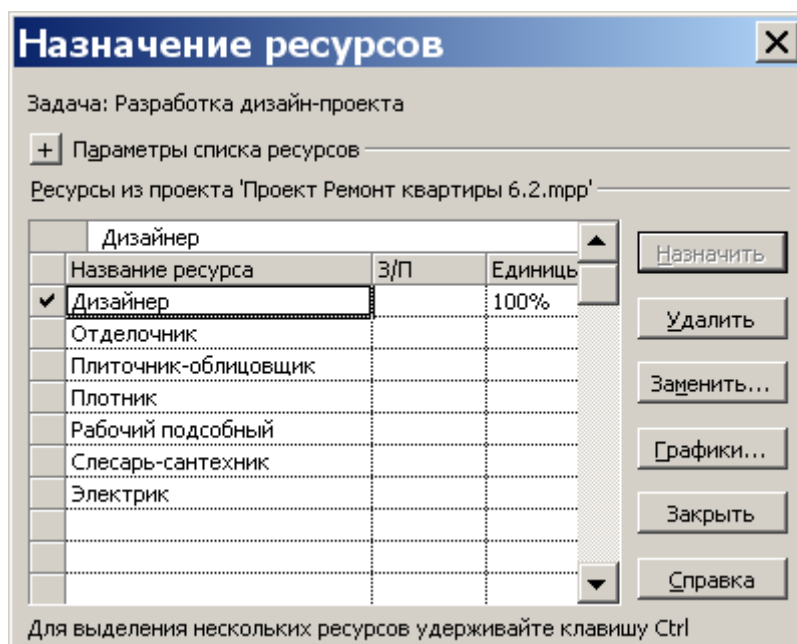 Назначение ресурсов
Задача: Разработка дизайн-проекта
+ Параметры списка ресурсов
Ресурсы из проекта 'Проект Ремонт квартиры 6.2.mpp'
Дизайнер
Название ресурса З/П Единицы
Дизайнер 100%
Отделочник
Плиточник-облицовщик
Плотник
Рабочий подсобный
Слесарь-сантехник
Электрик
Назначить
Удалить
Заменить...
Графики...
Закрыть
Справка
Для выделения нескольких ресурсов удерживайте клавишу Ctrl